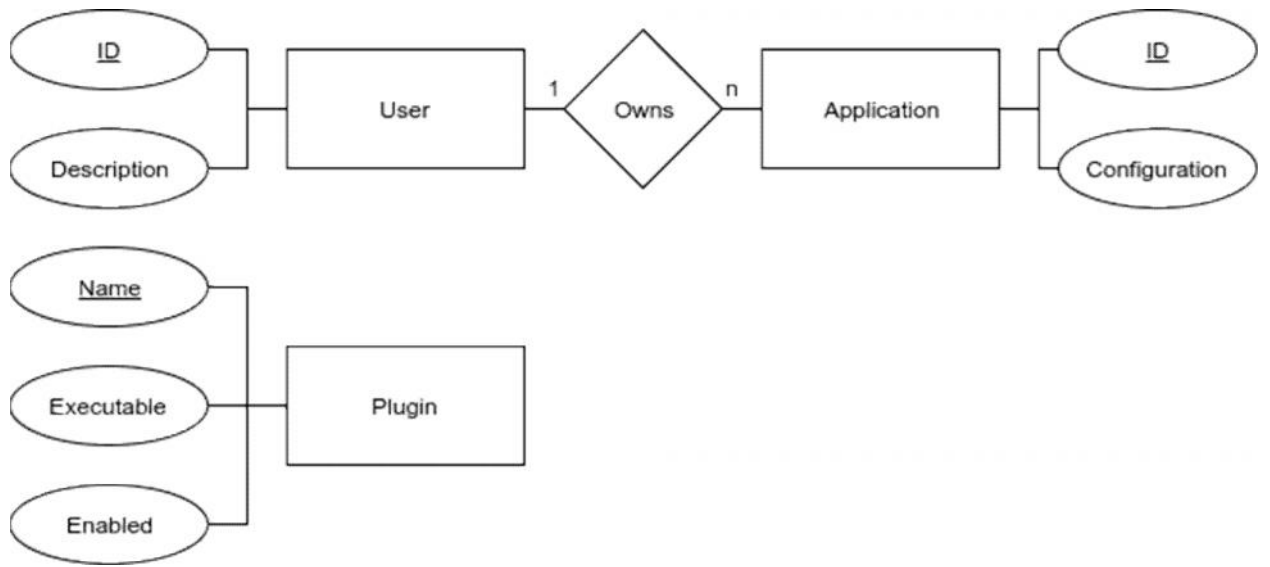 ID
Description
User
1
Owns
n
Application
ID
Configuration
Name
Executable
Enabled
Plugin